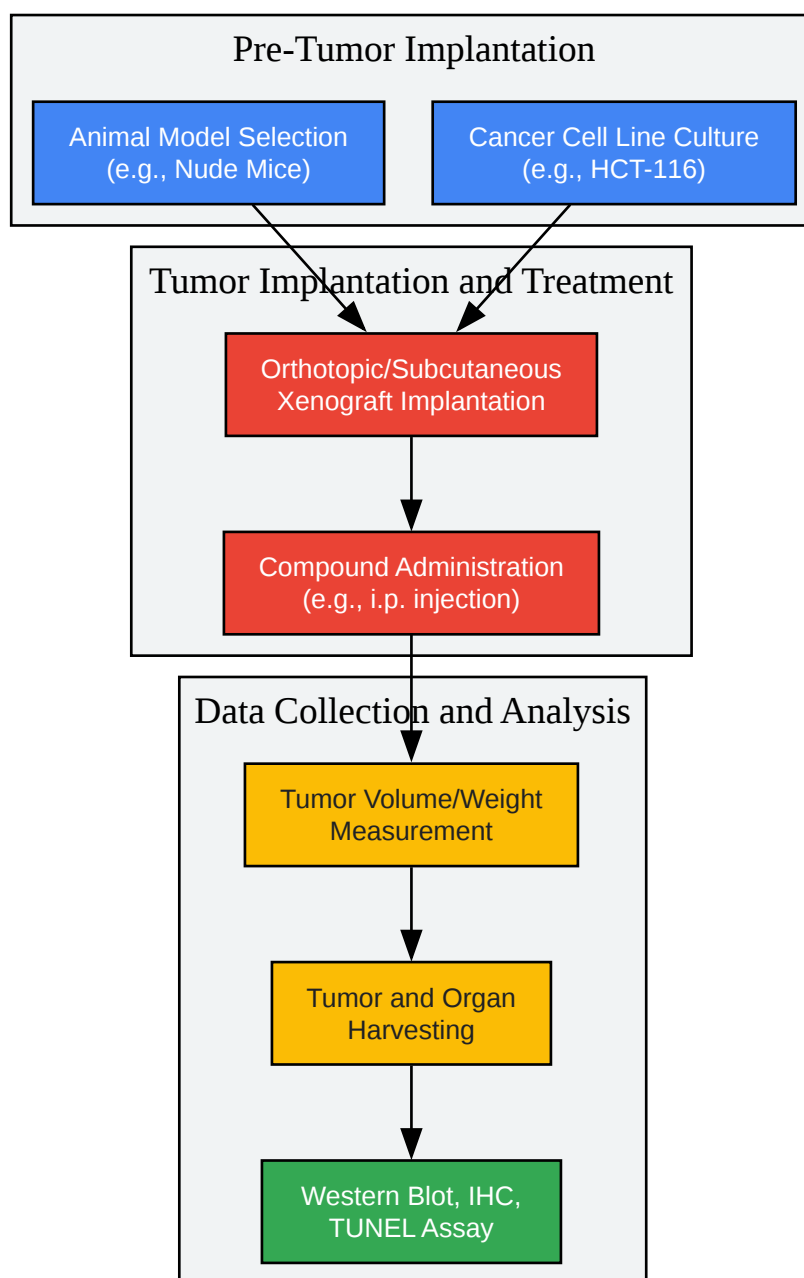 Pre-Tumor Implantation
Animal Model Selection
(e.g., Nude Mice)
Cancer Cell Line Culture
(e.g., HCT-116)
Tumor Implantation and Treatment
Orthotopic/Subcutaneous
Xenograft Implantation
Compound Administration
(e.g., i.p. injection)
Data Collection and Analysis
Tumor Volume/Weight
Measurement
Tumor and Organ
Harvesting
Western Blot, IHC,
TUNEL Assay